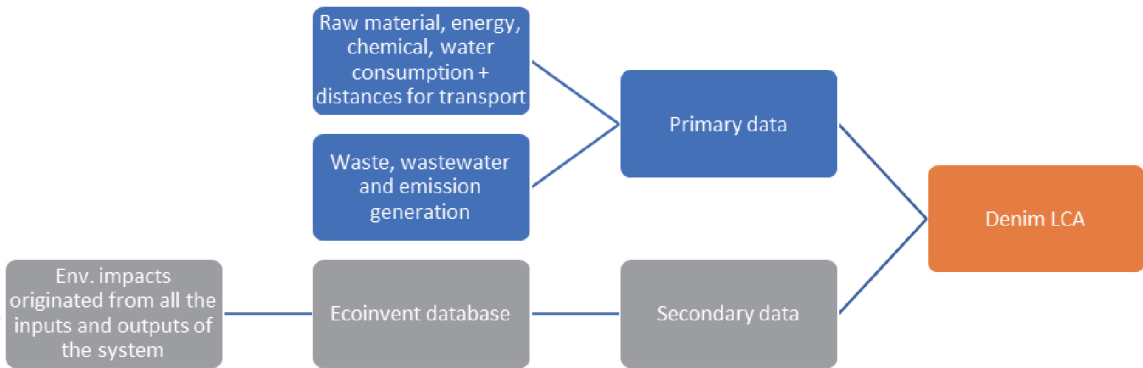 Raw material, energy,
chemical, water
consumption +
distances for transport
Primary data
Waste, wastewater
and emission
generation
Denim LCA
Env. impacts
originated from all the
inputs and outputs of
the system
Ecoinvent database
Secondary data